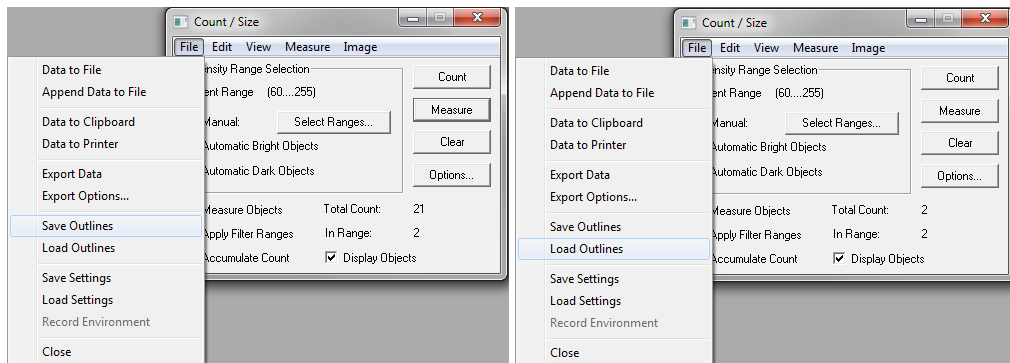 Count / Size
File Edit View Measure Image
Data to File
Append Data to File
Data to Clipboard
Data to Printer
Export Data
Export Options...
Save Outlines
Load Outlines
Save Settings
Load Settings
Record Environment
Close
ensity Range Selection
ent Range (60....255)
Manual: Select Ranges...
Automatic Bright Objects
Automatic Dark Objects
Measure Objects Total Count: 21
Apply Filter Ranges In Range: 2
Accumulate Count Display Objects
Count
Measure
Clear
Options...
Count / Size
File Edit View Measure Image
Data to File
Append Data to File
Data to Clipboard
Data to Printer
Export Data
Export Options...
Save Outlines
Load Outlines
Save Settings
Load Settings
Record Environment
Close
ensity Range Selection
ent Range (60....255)
Manual: Select Ranges...
Automatic Bright Objects
Automatic Dark Objects
Measure Objects Total Count: 2
Apply Filter Ranges In Range: 2
Accumulate Count Display Objects
Count
Measure
Clear
Options...